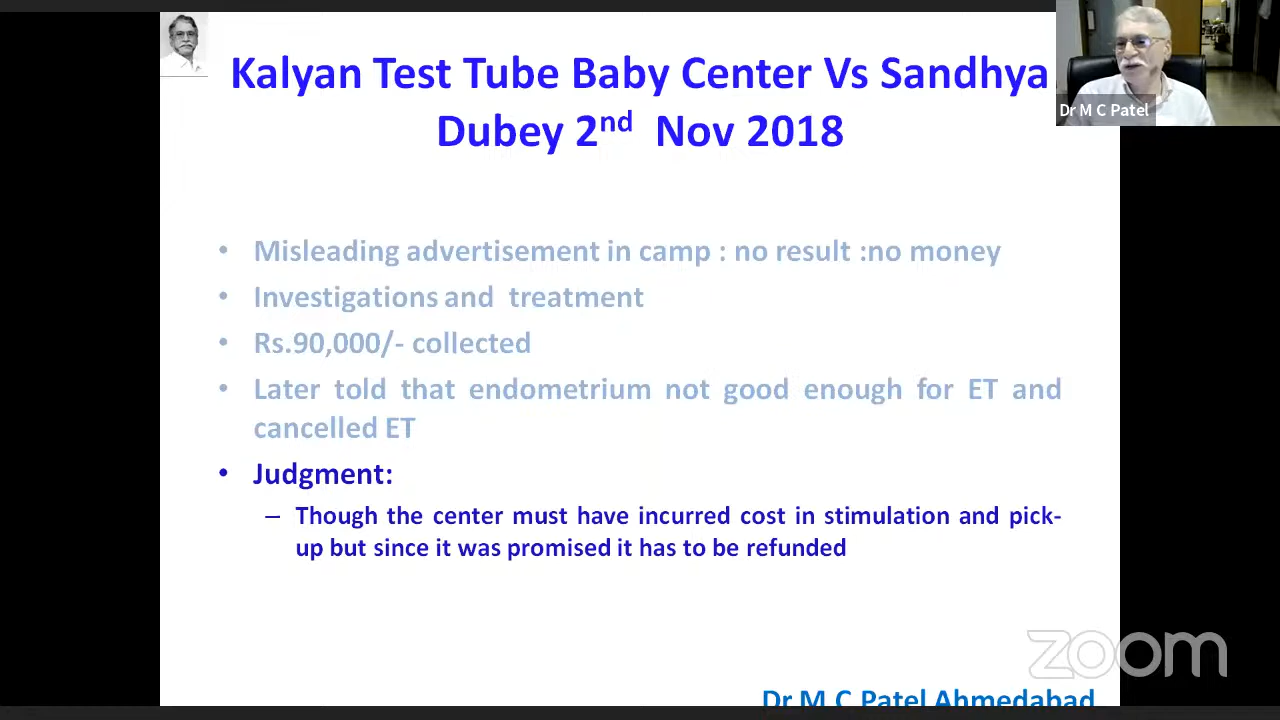 Kalyan Test Tube Baby Center Vs Sandhya
Dubey 2nd Nov 2018
Dr M C Patel
• Misleading advertisement in camp : no result :no money
• Investigations and treatment
• Rs.90,000/- collected
• Later told that endometrium not good enough for ET and
cancelled ET
• Judgment:
– Though the center must have incurred cost in stimulation and pick-
up but since it was promised it has to be refunded
zoom
Dr M C Patel Ahmedabad